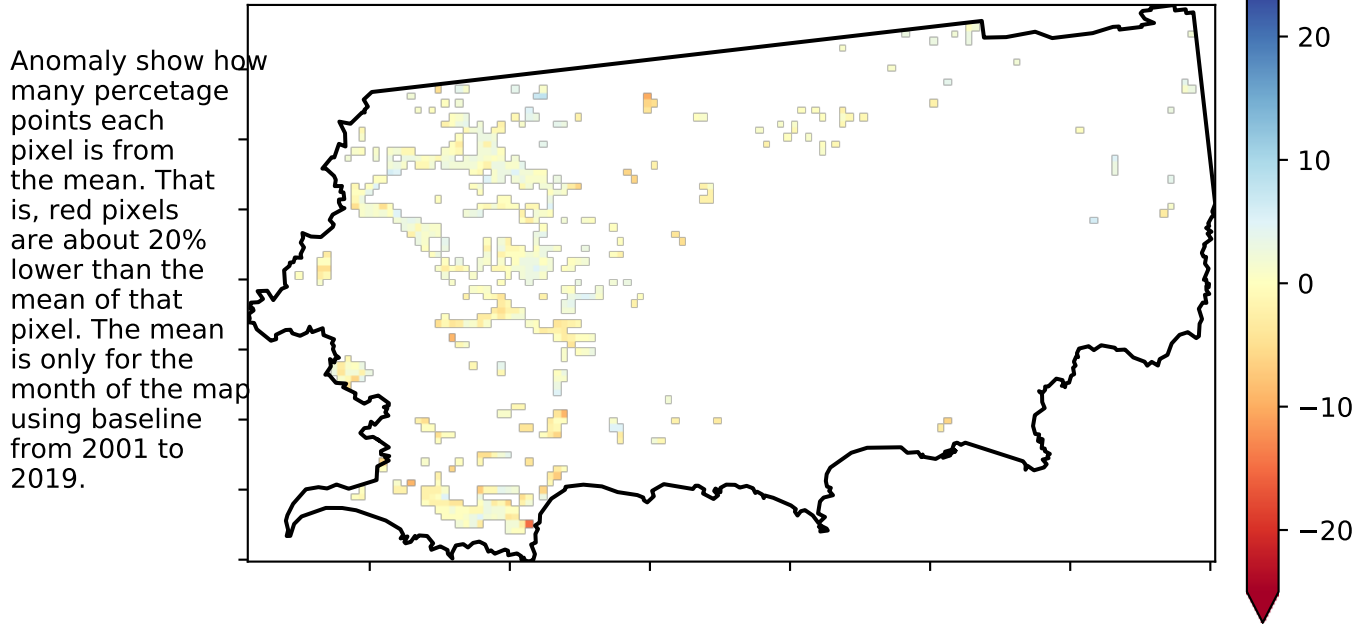 Anomaly show how
many percetage
points each
pixel is from
the mean. That
is, red pixels
are about 20%
lower than the
mean of that
pixel. The mean
is only for the
month of the map
using baseline
from 2001 to
2019.
20
10
0
−10
−20